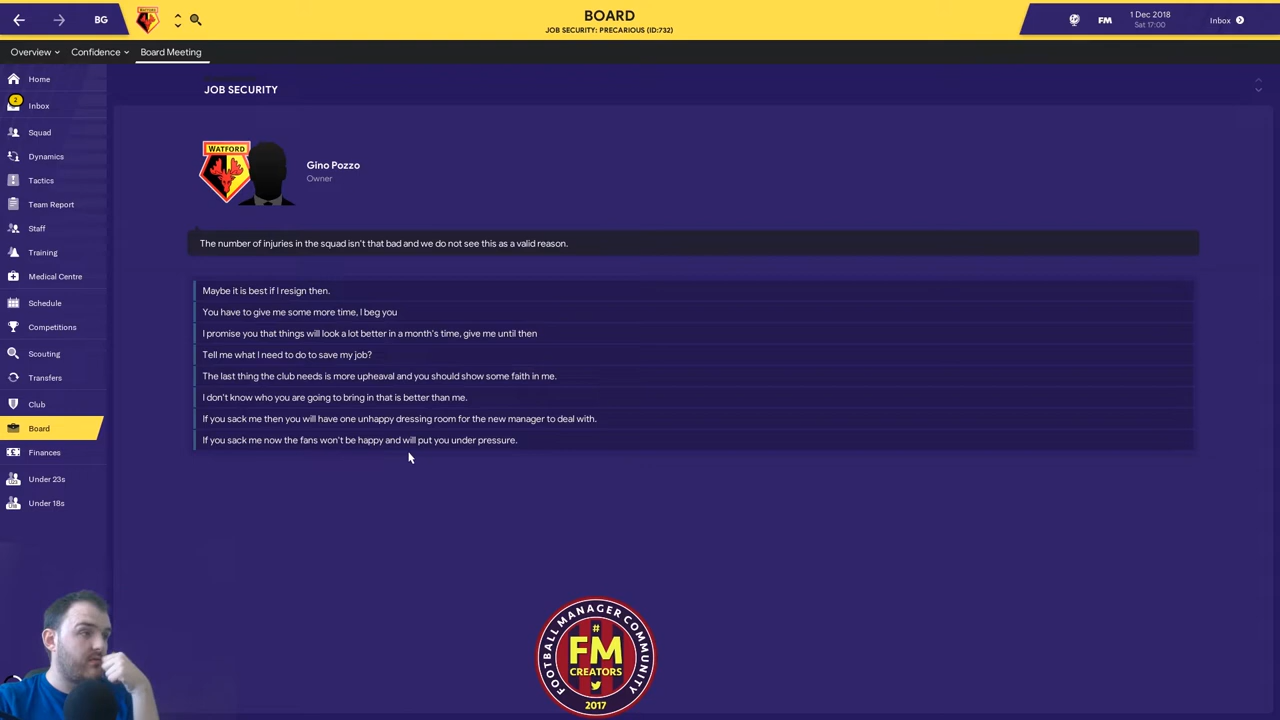 BG
BOARD
JOB SECURITY: PRECARIOUS (ID:732)
FM
1 Dec 2018
Sat 17:00
Inbox
Overview
Confidence
Board Meeting
Home
2
Inbox
Squad
Dynamics
Tactics
Team Report
Staff
Training
Medical Centre
Schedule
Competitions
Scouting
Transfers
Club
Board
Finances
Under 23s
Under 18s
JOB SECURITY
WATFORD
Gino Pozzo
Owner
The number of injuries in the squad isn't that bad and we do not see this as a valid reason.
Maybe it is best if I resign then.
You have to give me some more time, I beg you
I promise you that things will look a lot better in a month's time, give me until then
Tell me what I need to do to save my job?
The last thing the club needs is more upheaval and you should show some faith in me.
I don't know who you are going to bring in that is better than me.
If you sack me then you will have one unhappy dressing room for the new manager to deal with.
If you sack me now the fans won't be happy and will put you under pressure.
FOOTBALL MANAGER COMMUNITY
#
FM
CREATORS
2017